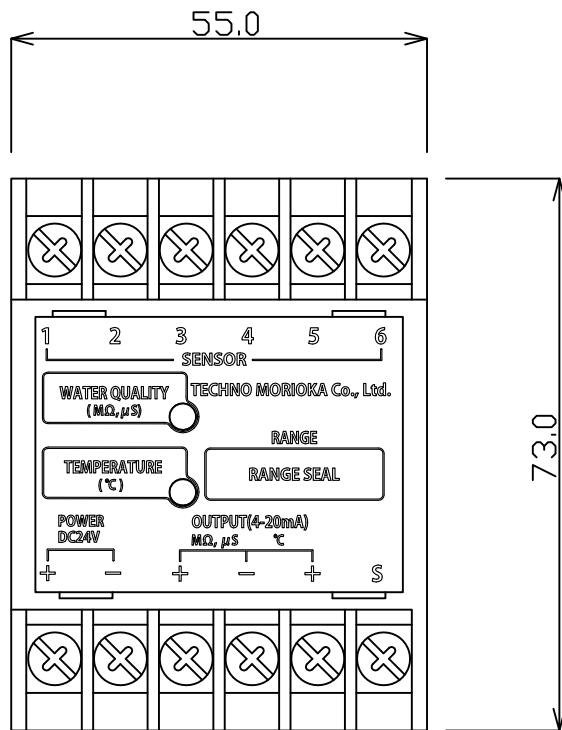 55.0
73.0
1 2 3 4 5 6
SENSOR
WATER QUALITY
(MΩ,μS)
TECHNO MORIOKA Co., Ltd.
RANGE
TEMPERATURE
(℃)
RANGE SEAL
POWER
DC24V
OUTPUT(4-20mA)
MΩ, μS ℃
+ − + − + S